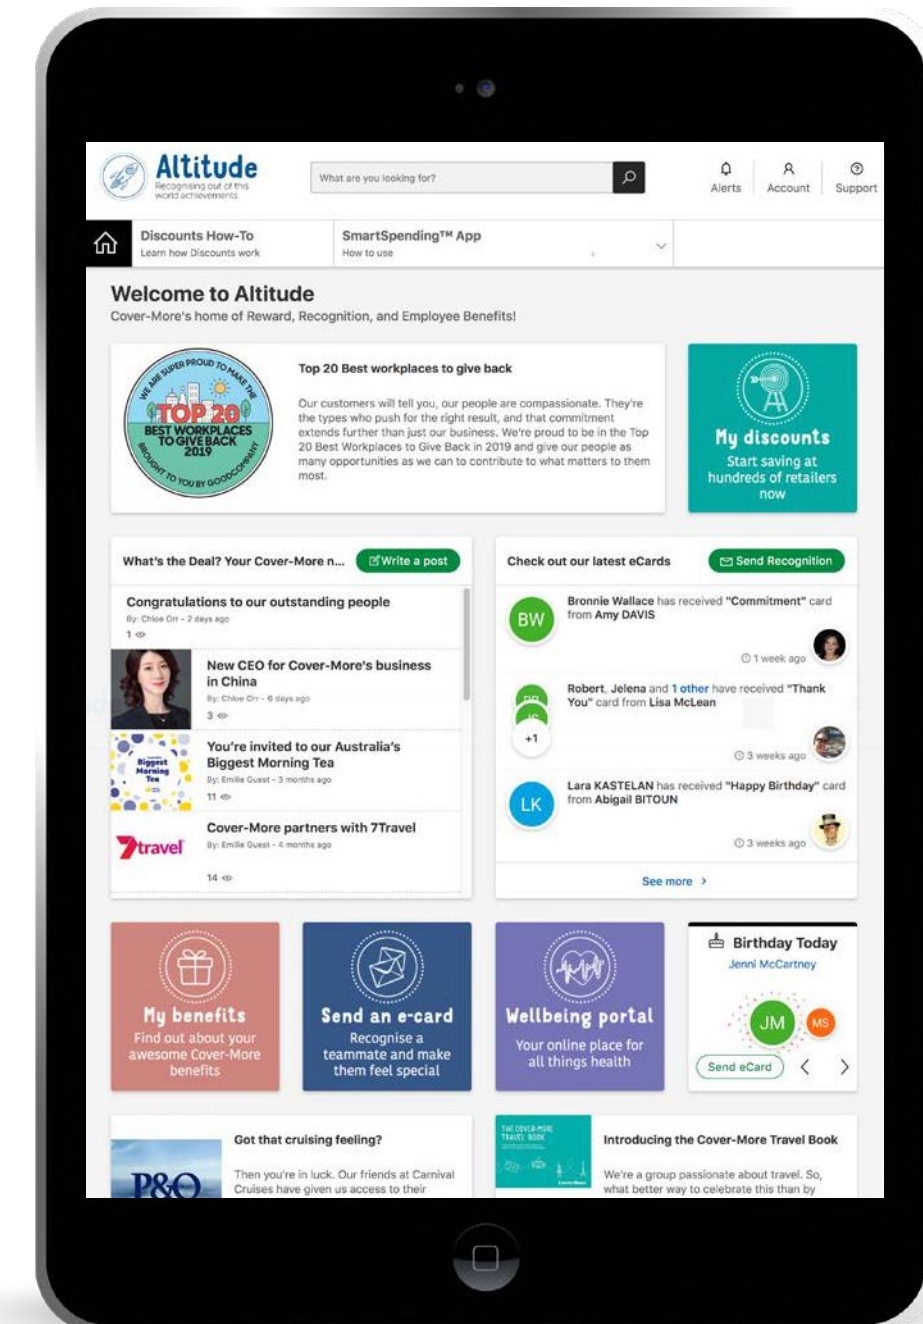 Altitude
Recognising out of this
world achievements
What are you looking for?
Alerts
Account
Support
Discounts How-To
Learn how Discounts work
SmartSpending™ App
How to use
Welcome to Altitude
Cover-More's home of Reward, Recognition, and Employee Benefits!
WE ARE SUPER PROUD TO MAKE THE
TOP 20
BEST WORKPLACES
TO GIVE BACK
2019
BROUGHT TO YOU BY GOODCOMPANY
Top 20 Best workplaces to give back
Our customers will tell you, our people are compassionate. They're
the types who push for the right result, and that commitment
extends further than just our business. We're proud to be in the Top
20 Best Workplaces to Give Back in 2019 and give our people as
many opportunities as we can to contribute to what matters to them
most.
My discounts
Start saving at
hundreds of retailers
now
What's the Deal? Your Cover-More n...
Write a post
Congratulations to our outstanding people
By: Chloe Orr - 2 days ago
1
New CEO for Cover-More's business
in China
By: Chloe Orr - 6 days ago
3
Biggest
Morning
Tea
You're invited to our Australia's
Biggest Morning Tea
By: Emilie Guest - 3 months ago
11
7travel
Cover-More partners with 7Travel
By: Emilie Guest - 4 months ago
14
Check out our latest eCards
Send Recognition
BW
Bronnie Wallace has received "Commitment" card
from Amy DAVIS
1 week ago
+1
Robert, Jelena and 1 other have received "Thank
You" card from Lisa McLean
3 weeks ago
LK
Lara KASTELAN has received "Happy Birthday" card
from Abigail BITOUN
3 weeks ago
See more >
My benefits
Find out about your
awesome Cover-More
benefits
Send an e-card
Recognise a
teammate and make
them feel special
Wellbeing portal
Your online place for
all things health
Birthday Today
Jenni McCartney
JM
MS
Send eCard
P&O
Got that cruising feeling?
Then you're in luck. Our friends at Carnival
Cruises have given us access to their
THE COVER-MORE
TRAVEL BOOK
Introducing the Cover-More Travel Book
We're a group passionate about travel. So,
what better way to celebrate this than by